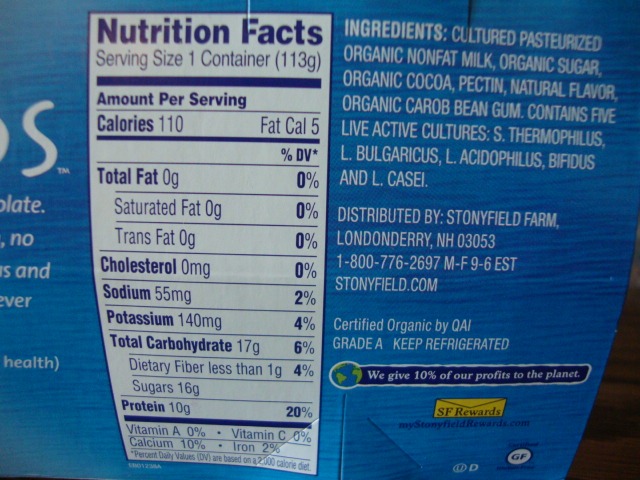 OS™
olate.
, no
us and
ever
health)
Nutrition Facts
Serving Size 1 Container (113g)
Amount Per Serving
Calories 110 Fat Cal 5
% DV*
Total Fat 0g 0%
Saturated Fat 0g 0%
Trans Fat 0g 0%
Cholesterol 0mg 0%
Sodium 55mg 2%
Potassium 140mg 4%
Total Carbohydrate 17g 6%
Dietary Fiber less than 1g 4%
Sugars 16g
Protein 10g 20%
Vitamin A 0% • Vitamin C 0%
Calcium 10% • Iron 2%
*Percent Daily Values (DV) are based on a 2,000 calorie diet.
EB01238A
INGREDIENTS: CULTURED PASTEURIZED
ORGANIC NONFAT MILK, ORGANIC SUGAR,
ORGANIC COCOA, PECTIN, NATURAL FLAVOR,
ORGANIC CAROB BEAN GUM. CONTAINS FIVE
LIVE ACTIVE CULTURES: S. THERMOPHILUS,
L. BULGARICUS, L. ACIDOPHILUS, BIFIDUS
AND L. CASEI.
DISTRIBUTED BY: STONYFIELD FARM,
LONDONDERRY, NH 03053
1-800-776-2697 M-F 9-6 EST
STONYFIELD.COM
Certified Organic by QAI
GRADE A KEEP REFRIGERATED
We give 10% of our profits to the planet.
SF Rewards
myStonyfieldRewards.com
GF
D